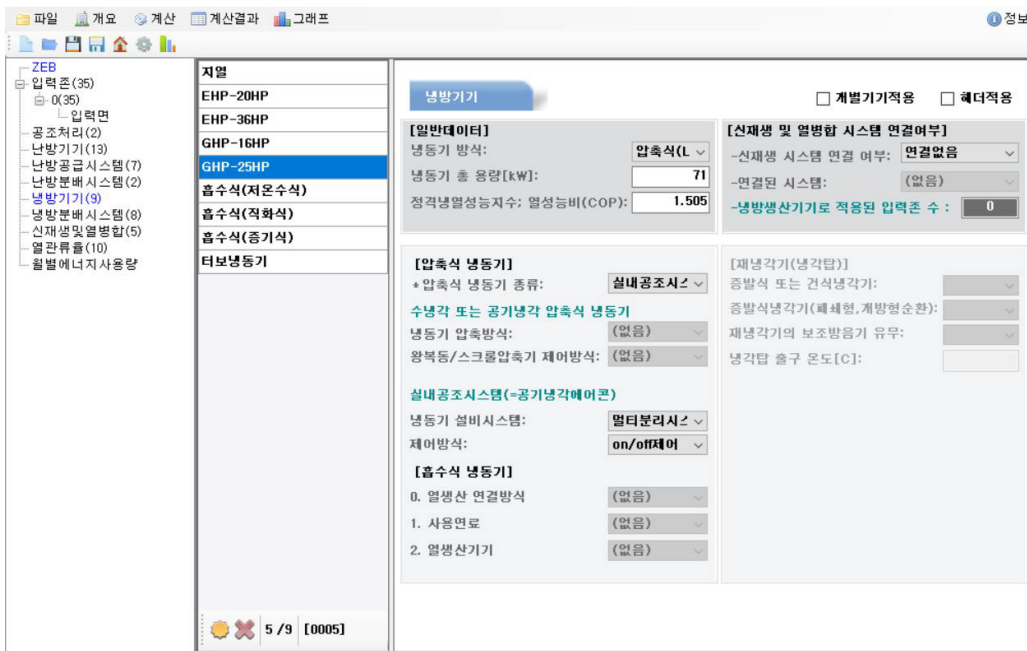 파일 개요 계산 계산결과 그래프 정보
ZEB
입력존(35)
0(35)
입력면
공조처리(2)
난방기기(13)
난방공급시스템(7)
난방분배시스템(2)
냉방기기(9)
냉방분배시스템(8)
신재생및열병합(5)
열관류율(10)
월별에너지사용량
지열
EHP-20HP
EHP-36HP
GHP-16HP
GHP-25HP
흡수식(저온수식)
흡수식(직화식)
흡수식(증기식)
터보냉동기
5 /9 [0005]
냉방기기
개별기기적용 헤더적용
[일반데이터]
냉동기 방식: 압축식(L
냉동기 총 용량[kW]: 71
정격냉열성능지수; 열성능비(COP): 1.505
[신재생 및 열병합 시스템 연결여부]
-신재생 시스템 연결 여부: 연결없음
-연결된 시스템: (없음)
-냉방생산기기로 적용된 입력존 수 : 0
[압축식 냉동기]
*압축식 냉동기 종류: 실내공조시스
수냉각 또는 공기냉각 압축식 냉동기
냉동기 압축방식: (없음)
왕복동/스크롤압축기 제어방식: (없음)
실내공조시스템(=공기냉각에어콘)
냉동기 설비시스템: 멀티분리시스
제어방식: on/off제어
[흡수식 냉동기]
0. 열생산 연결방식 (없음)
1. 사용연료 (없음)
2. 열생산기기 (없음)
[재냉각기(냉각탑)]
증발식 또는 건식냉각기:
증발식냉각기(폐쇄형,개방형순환):
재냉각기의 보조방음기 유무:
냉각탑 출구 온도[C]: